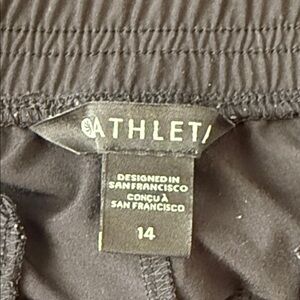 ATHLETA
DESIGNED IN
SAN FRANCISCO
CONÇU À
SAN FRANCISCO
14